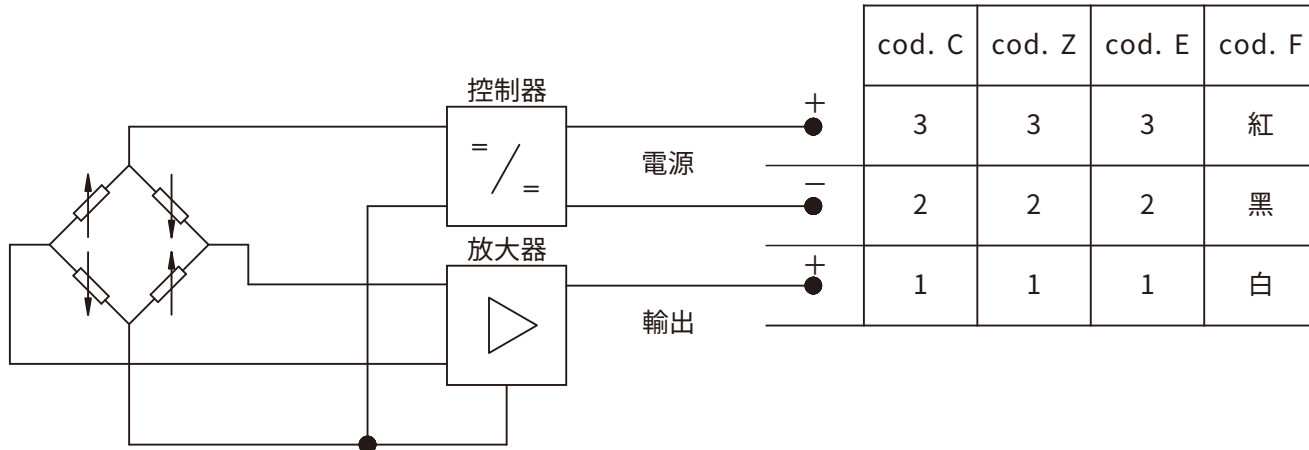 cod. C cod. Z cod. E cod. F
控制器
+ 3 3 3 紅
= / =
電源
− 2 2 2 黑
放大器
+ 1 1 1 白
輸出